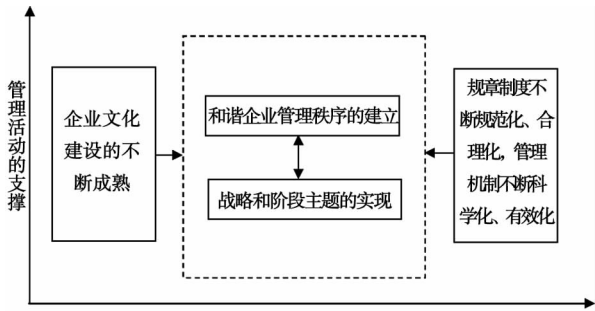 管理活动的支撑
企业文化
建设的不
断成熟
和谐企业管理秩序的建立
战略和阶段主题的实现
规章制度不
断规范化、合
理化，管理
机制不断科
学化、有效化